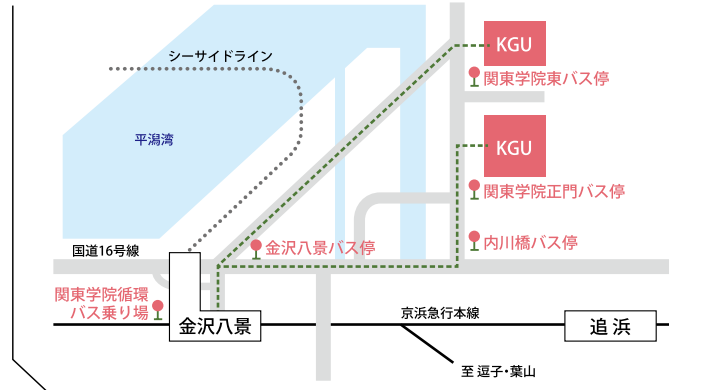 シーサイドライン
KGU
関東学院東バス停
平潟湾
KGU
関東学院正門バス停
内川橋バス停
国道16号線
金沢八景バス停
関東学院循環
バス乗り場
金沢八景
京浜急行本線
追浜
至 逗子・葉山